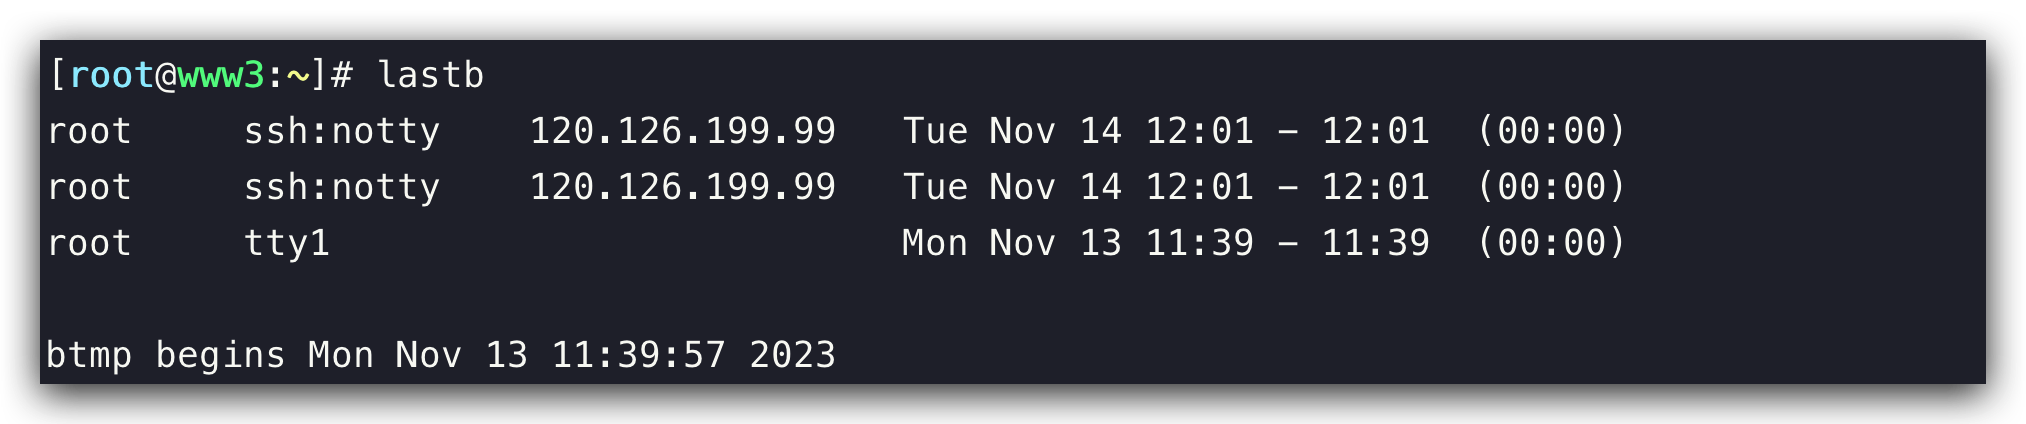 [root@www3:~]# lastb
root     ssh:notty    120.126.199.99   Tue Nov 14 12:01 - 12:01  (00:00)
root     ssh:notty    120.126.199.99   Tue Nov 14 12:01 - 12:01  (00:00)
root     tty1                          Mon Nov 13 11:39 - 11:39  (00:00)
btmp begins Mon Nov 13 11:39:57 2023